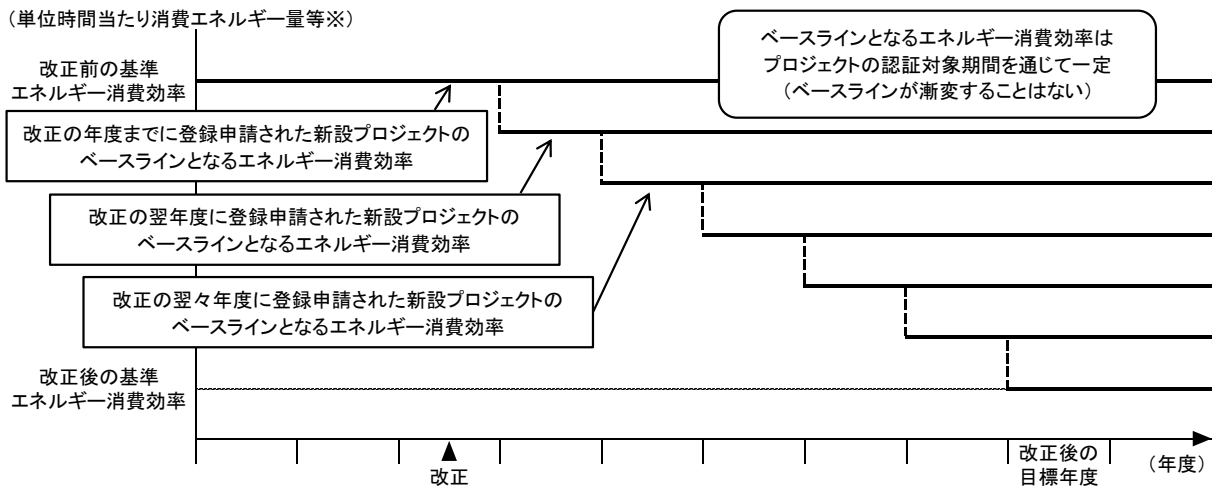 （単位時間当たり消費エネルギー量等※）
ベースラインとなるエネルギー消費効率は
プロジェクトの認証対象期間を通じて一定
（ベースラインが漸変することはない）
改正前の基準
エネルギー消費効率
改正の年度までに登録申請された新設プロジェクトの
ベースラインとなるエネルギー消費効率
改正の翌年度に登録申請された新設プロジェクトの
ベースラインとなるエネルギー消費効率
改正の翌々年度に登録申請された新設プロジェクトの
ベースラインとなるエネルギー消費効率
改正後の基準
エネルギー消費効率
改正
改正後の
目標年度
（年度）